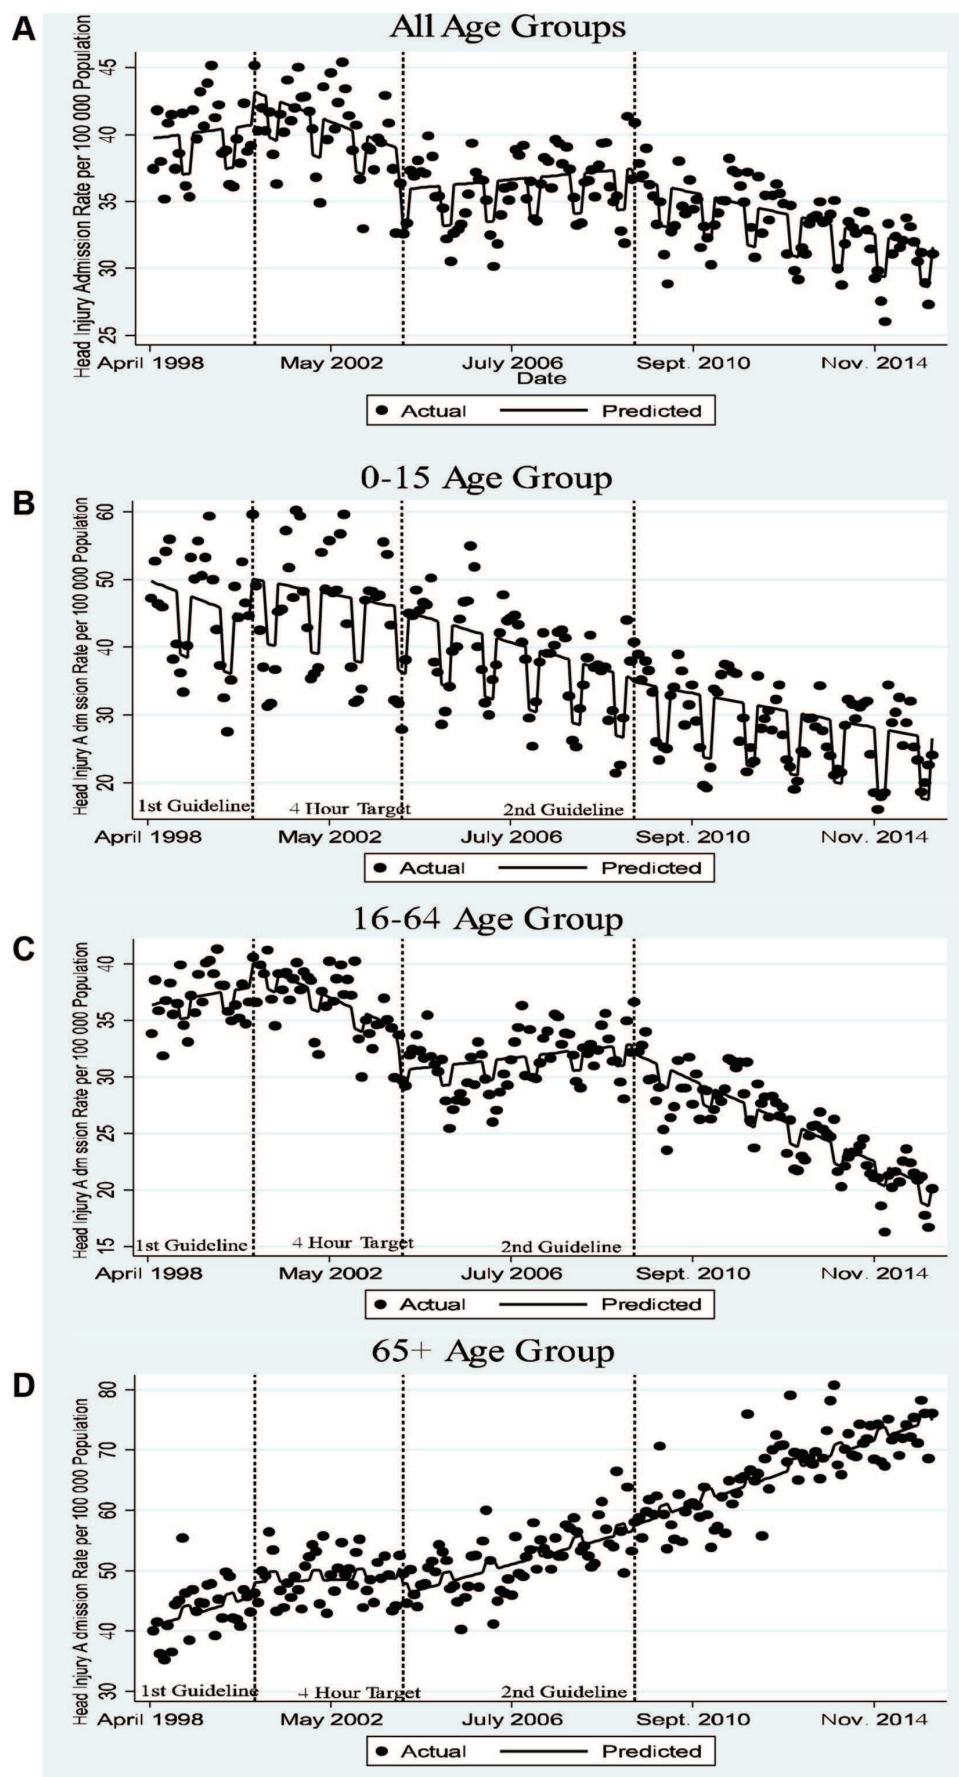 A
All Age Groups
Head Injury Admission Rate per 100 000 Population
45
40
35
30
25
April 1998 May 2002 July 2006 Sept. 2010 Nov. 2014
Date
Actual Predicted
B
0-15 Age Group
Head Injury A dm ssion Rate per 100 000 Population
60
50
40
30
20
1st Guideline 4 Hour Target 2nd Guideline
April 1998 May 2002 July 2006 Sept. 2010 Nov. 2014
Actual Predicted
C
16-64 Age Group
Head Injury A dm ssion Rate per 100 000 Population
40
35
30
25
20
15
1st Guideline 4 Hour Target 2nd Guideline
April 1998 May 2002 July 2006 Sept. 2010 Nov. 2014
Actual Predicted
D
65+ Age Group
Head Injury A dmission Rate per 100 000 Population
80
70
60
50
40
30
1st Guideline 4 Hour Target 2nd Guideline
April 1998 May 2002 July 2006 Sept. 2010 Nov. 2014
Actual Predicted